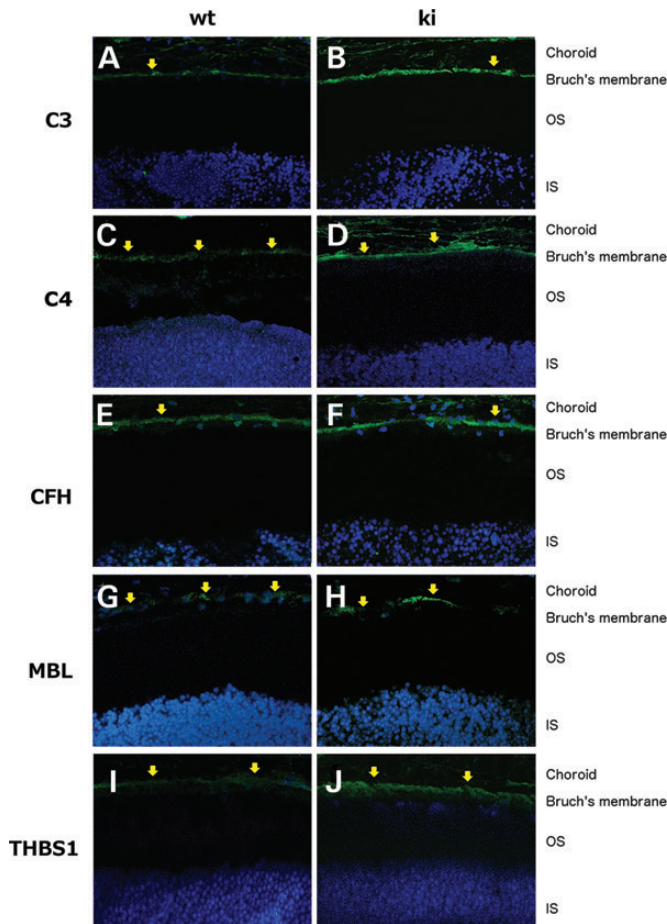 wt ki
A B Choroid
Bruch's membrane
C3 OS
IS
C D Choroid
Bruch's membrane
C4 OS
IS
E F Choroid
Bruch's membrane
CFH OS
IS
G H Choroid
Bruch's membrane
MBL OS
IS
I J Choroid
Bruch's membrane
THBS1 OS
IS